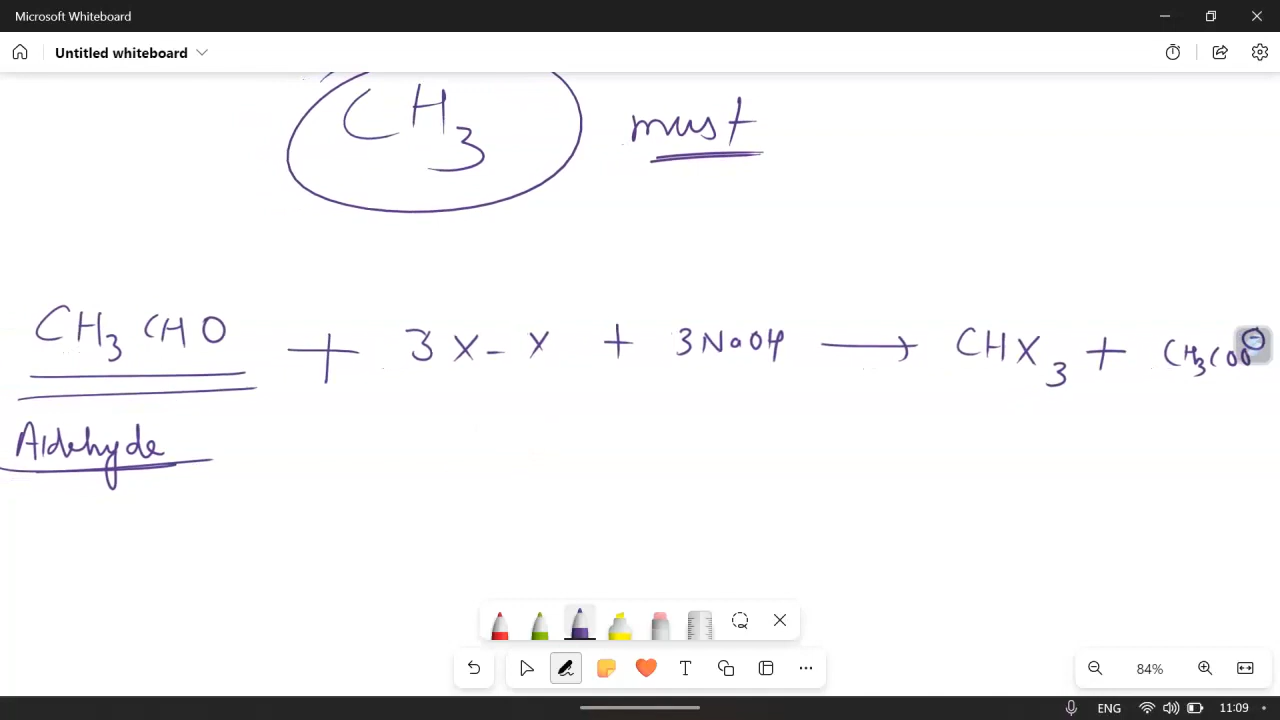 Microsoft Whiteboard
Untitled whiteboard
CH3 must
CH3CHO + 3X-X + 3NaOH → CHX3 + CH3COO⊖
Aldehyde
84%
ENG 11:09